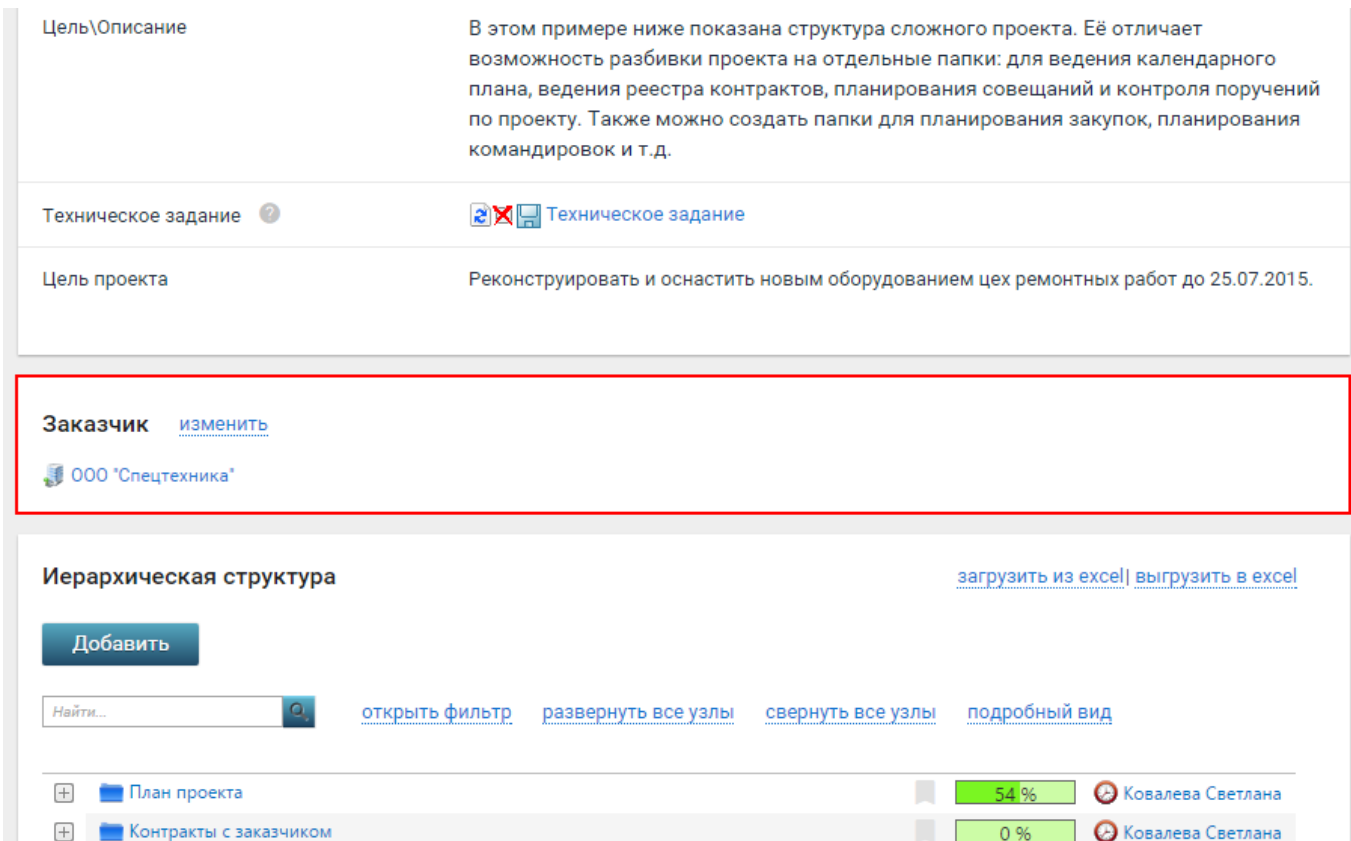 Цель\Описание
В этом примере ниже показана структура сложного проекта. Её отличает
возможность разбивки проекта на отдельные папки: для ведения календарного
плана, ведения реестра контрактов, планирования совещаний и контроля поручений
по проекту. Также можно создать папки для планирования закупок, планирования
командировок и т.д.
Техническое задание ?
Техническое задание
Цель проекта
Реконструировать и оснастить новым оборудованием цех ремонтных работ до 25.07.2015.
Заказчик изменить
ООО "Спецтехника"
Иерархическая структура
загрузить из excel| выгрузить в excel
Добавить
Найти...
открыть фильтр развернуть все узлы свернуть все узлы подробный вид
План проекта 54 % Ковалева Светлана
Контракты с заказчиком 0 % Ковалева Светлана